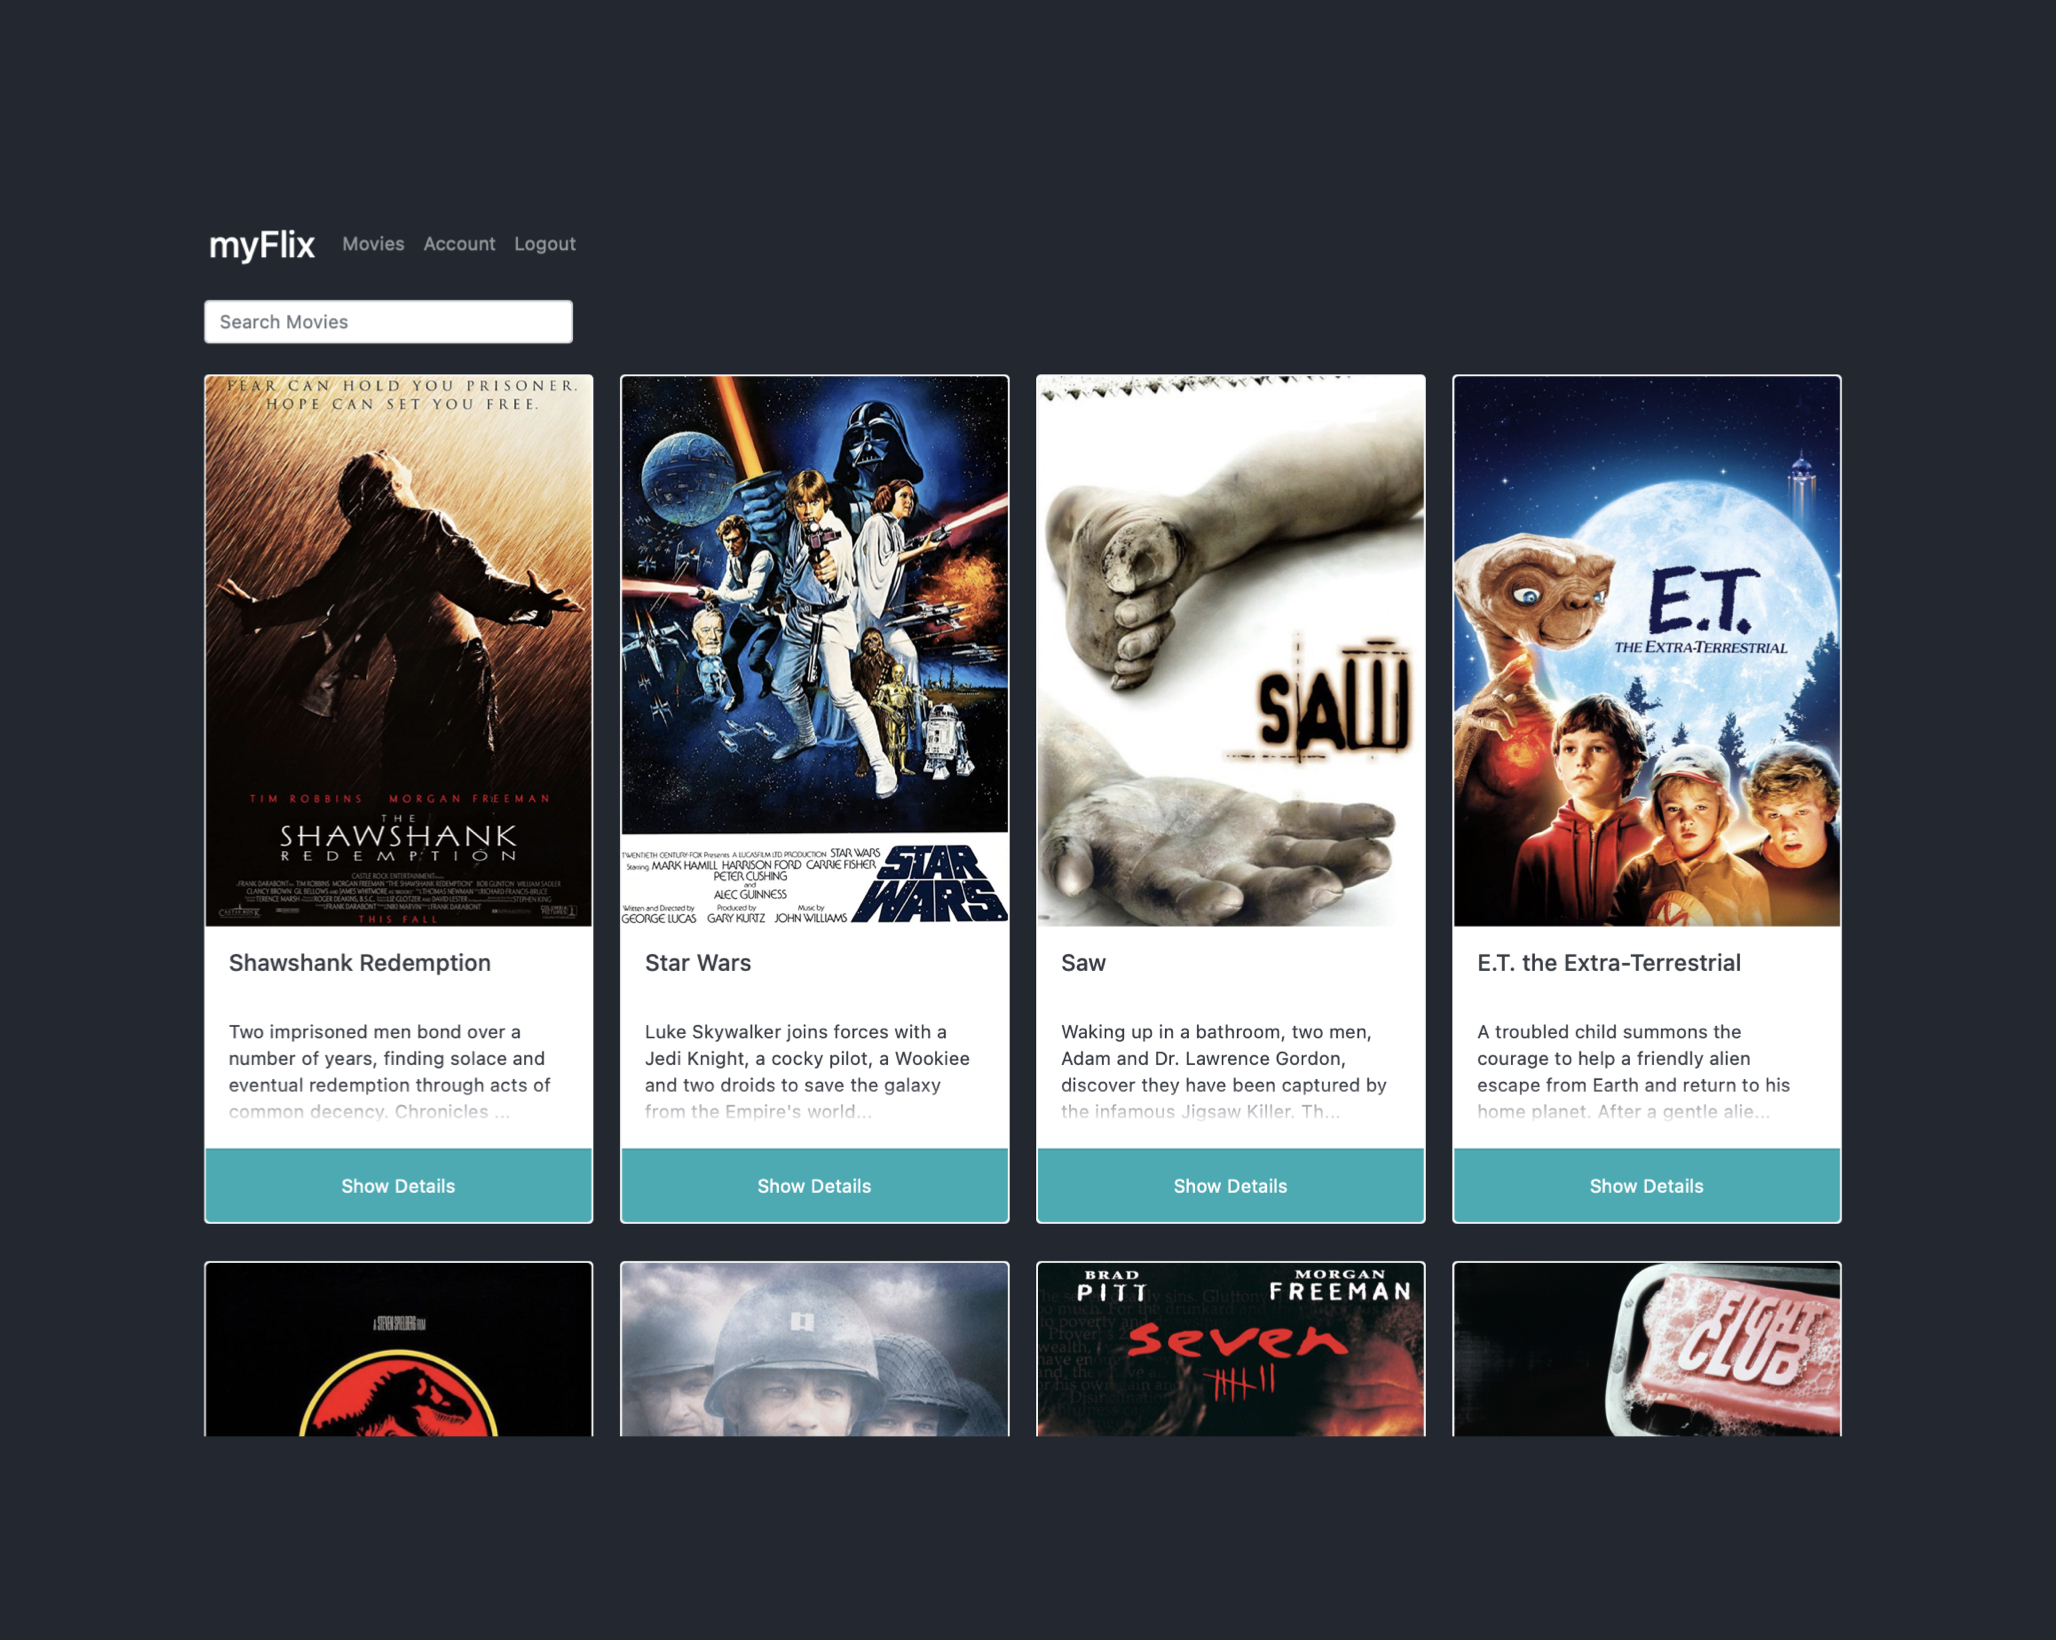 myFlix Movies Account Logout
Search Movies
FEAR CAN HOLD YOU PRISONER.
HOPE CAN SET YOU FREE.
TIM ROBBINS MORGAN FREEMAN
THE
SHAWSHANK
REDEMPTION
CASTLE ROCK ENTERTAINMENT
THIS FALL
Shawshank Redemption
Two imprisoned men bond over a
number of years, finding solace and
eventual redemption through acts of
common decency. Chronicles ...
Show Details
TWENTIETH CENTURY-FOX Presents A LUCASFILM LTD. PRODUCTION STAR WARS
Starring MARK HAMILL HARRISON FORD CARRIE FISHER
PETER CUSHING
and
ALEC GUINNESS
Written and Directed by
GEORGE LUCAS
Produced by
GARY KURTZ
Music by
JOHN WILLIAMS
STAR
WARS
Star Wars
Luke Skywalker joins forces with a
Jedi Knight, a cocky pilot, a Wookiee
and two droids to save the galaxy
from the Empire's world...
Show Details
SAW
Saw
Waking up in a bathroom, two men,
Adam and Dr. Lawrence Gordon,
discover they have been captured by
the infamous Jigsaw Killer. Th...
Show Details
E.T.
THE EXTRA-TERRESTRIAL
E.T. the Extra-Terrestrial
A troubled child summons the
courage to help a friendly alien
escape from Earth and return to his
home planet. After a gentle alie...
Show Details
A STEVEN SPIELBERG FILM
BRAD
PITT
MORGAN
FREEMAN
seven
FIGHT
CLUB